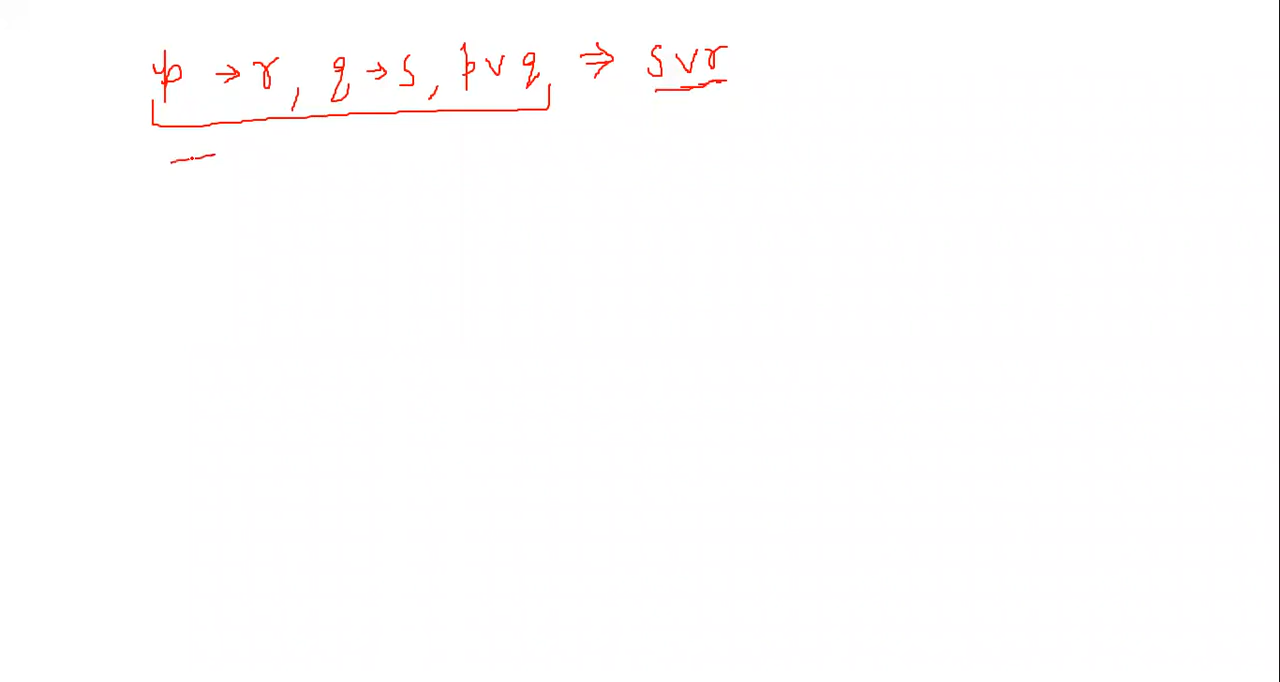 p → r, q → s, p ∨ q ⇒ s ∨ r